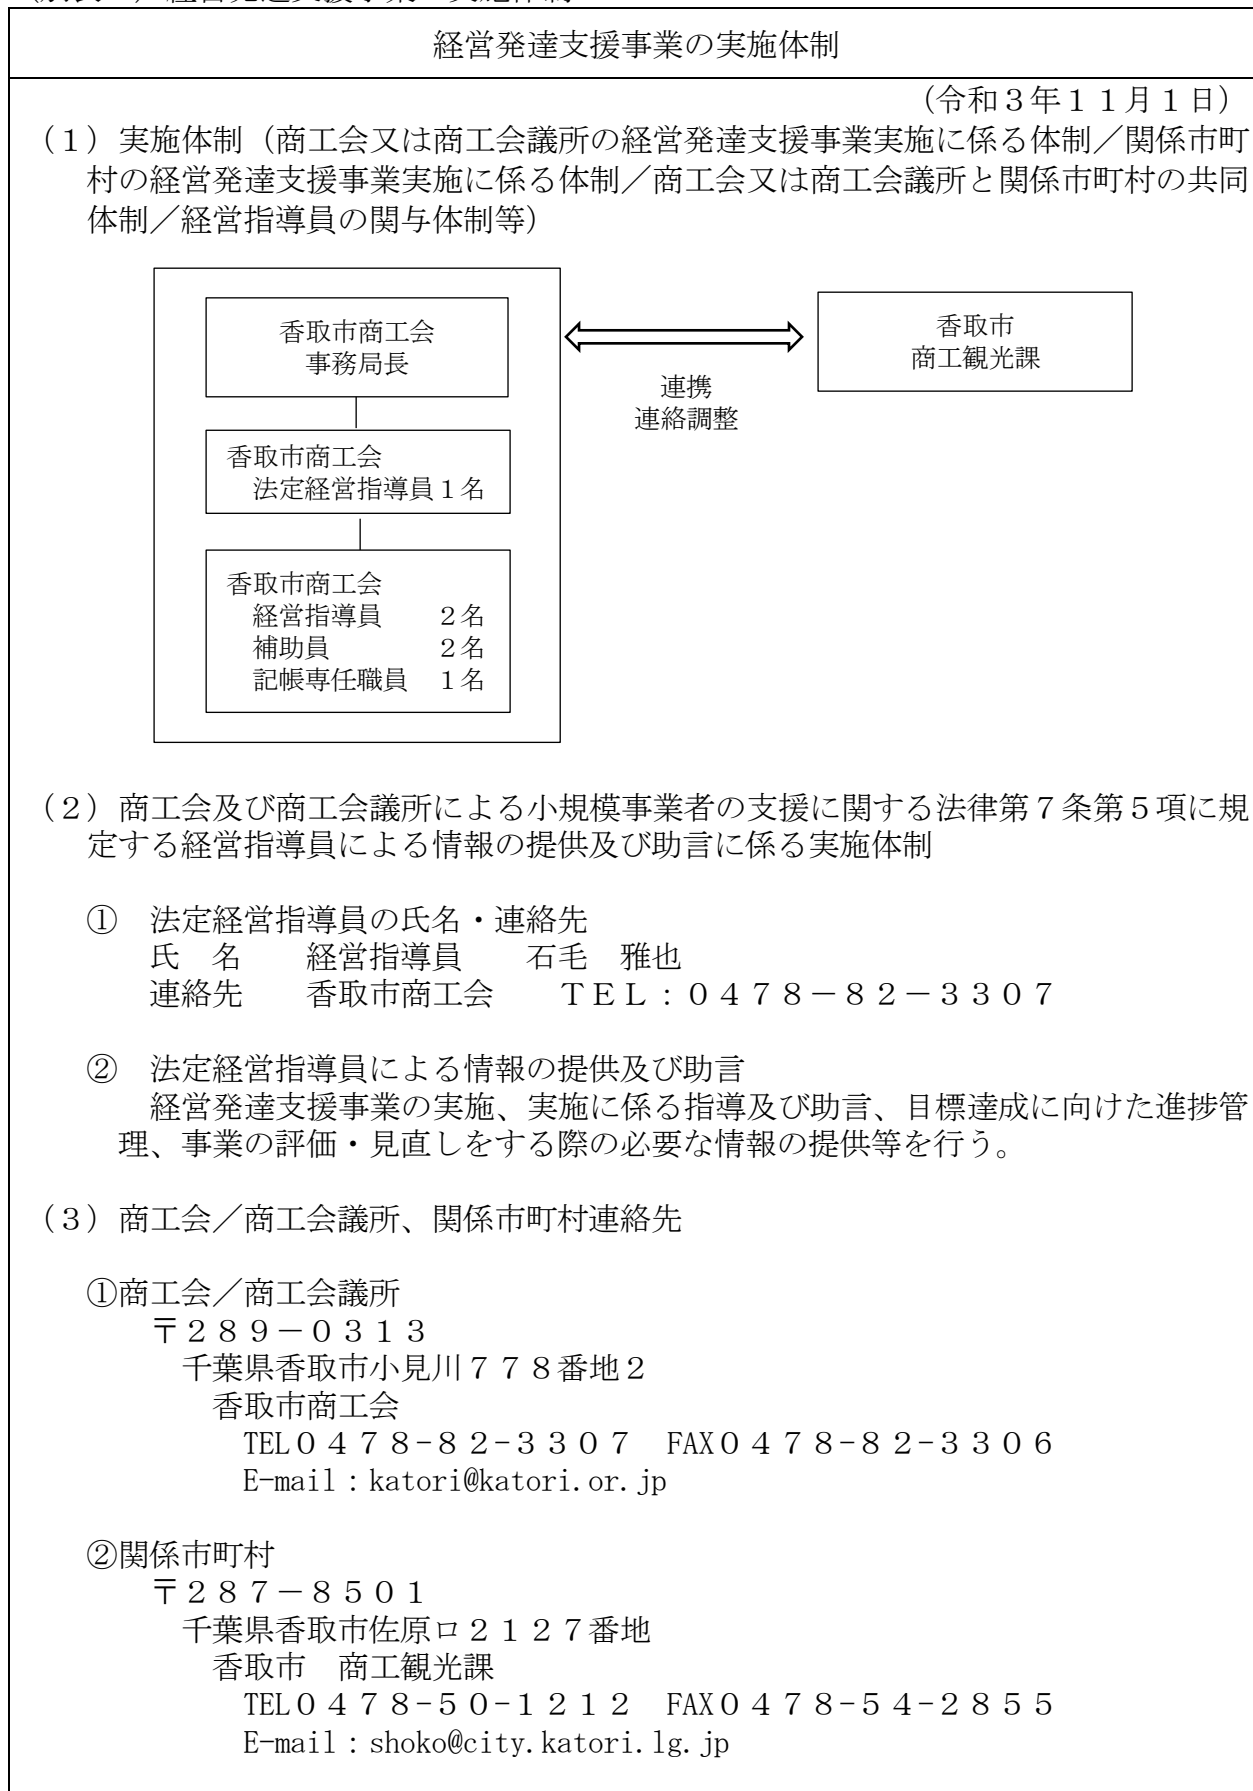 経営発達支援事業の実施体制
(令和３年１１月１日)
（１）実施体制（商工会又は商工会議所の経営発達支援事業実施に係る体制／関係市町
村の経営発達支援事業実施に係る体制／商工会又は商工会議所と関係市町村の共同
体制／経営指導員の関与体制等）
香取市商工会
事務局長
香取市
商工観光課
連携
連絡調整
香取市商工会
法定経営指導員１名
香取市商工会
経営指導員　　２名
補助員　　　　２名
記帳専任職員　１名
（２）商工会及び商工会議所による小規模事業者の支援に関する法律第７条第５項に規
定する経営指導員による情報の提供及び助言に係る実施体制
①　法定経営指導員の氏名・連絡先
氏　名　　経営指導員　　石毛　雅也
連絡先　　香取市商工会　　ＴＥＬ：０４７８－８２－３３０７
②　法定経営指導員による情報の提供及び助言
経営発達支援事業の実施、実施に係る指導及び助言、目標達成に向けた進捗管
理、事業の評価・見直しをする際の必要な情報の提供等を行う。
（３）商工会／商工会議所、関係市町村連絡先
①商工会／商工会議所
〒２８９－０３１３
千葉県香取市小見川７７８番地２
香取市商工会
TEL０４７８-８２-３３０７　FAX０４７８-８２-３３０６
E-mail：katori@katori.or.jp
②関係市町村
〒２８７－８５０１
千葉県香取市佐原ロ２１２７番地
香取市　商工観光課
TEL０４７８-５０-１２１２　FAX０４７８-５４-２８５５
E-mail：shoko@city.katori.lg.jp